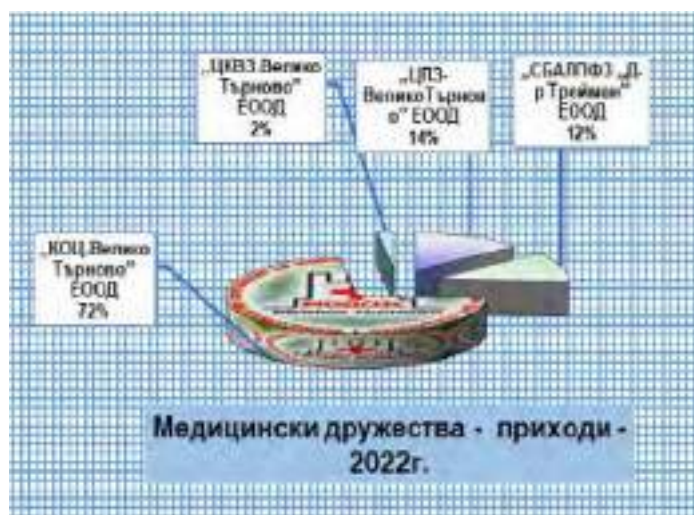 „ЦКВЗ-Велико
Търново”
ЕООД
2%
„ЦПЗ-
ВеликоТърнов
о” ЕООД
14%
„СБАЛПФЗ „Д-
р Трейман”
ЕООД
12%
„КОЦ-Велико
Търново”
ЕООД
72%
Медицински дружества - приходи -
2022г.